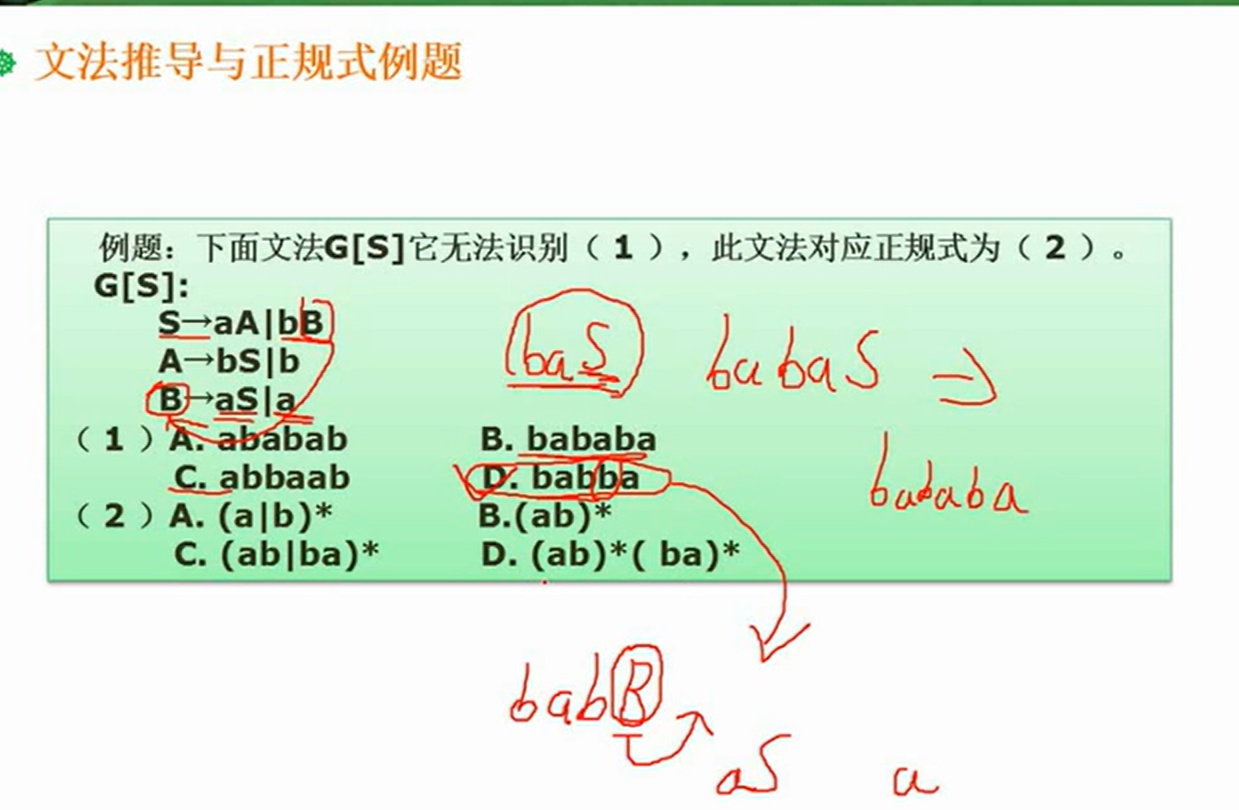 文法推导与正规式例题
例题：下面文法G[S]它无法识别（ 1 ），此文法对应正规式为（ 2 ）。
G[S]:
S→aA|bB
A→bS|b
B→aS|a
（ 1 ）A. ababab B. bababa
C. abbaab D. babba
（ 2 ）A. (a|b)* B.(ab)*
C. (ab|ba)* D. (ab)*( ba)*
baS babaS ⇒
bababa
babB
aS a